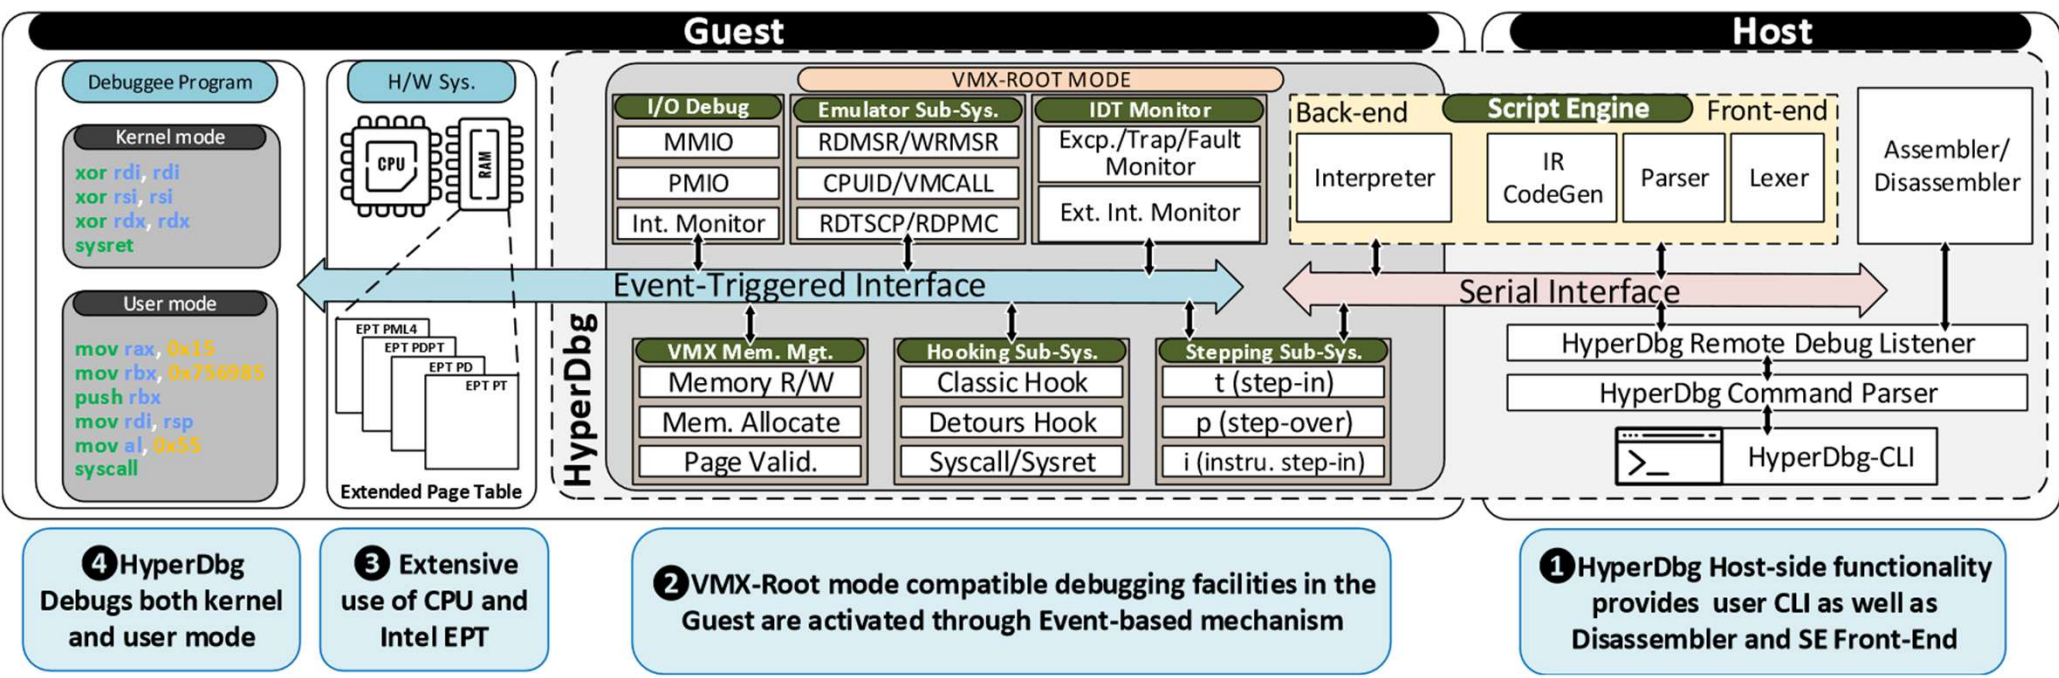 Guest
Host
Debuggee Program
Kernel mode
xor rdi, rdi
xor rsi, rsi
xor rdx, rdx
sysret
User mode
mov rax, 0x15
mov rbx, 0x756985
push rbx
mov rdi, rsp
mov al, 0x55
syscall
H/W Sys.
CPU
RAM
EPT PML4
EPT PDPT
EPT PD
EPT PT
Extended Page Table
HyperDbg
VMX-ROOT MODE
I/O Debug
MMIO
PMIO
Int. Monitor
Emulator Sub-Sys.
RDMSR/WRMSR
CPUID/VMCALL
RDTSCP/RDPMC
IDT Monitor
Excp./Trap/Fault
Monitor
Ext. Int. Monitor
Event-Triggered Interface
VMX Mem. Mgt.
Memory R/W
Mem. Allocate
Page Valid.
Hooking Sub-Sys.
Classic Hook
Detours Hook
Syscall/Sysret
Stepping Sub-Sys.
t (step-in)
p (step-over)
i (instru. step-in)
Back-end
Script Engine
Front-end
Interpreter
IR
CodeGen
Parser
Lexer
Assembler/
Disassembler
Serial Interface
HyperDbg Remote Debug Listener
HyperDbg Command Parser
>_
HyperDbg-CLI
❹HyperDbg
Debugs both kernel
and user mode
❸ Extensive
use of CPU and
Intel EPT
❷VMX-Root mode compatible debugging facilities in the
Guest are activated through Event-based mechanism
❶HyperDbg Host-side functionality
provides user CLI as well as
Disassembler and SE Front-End